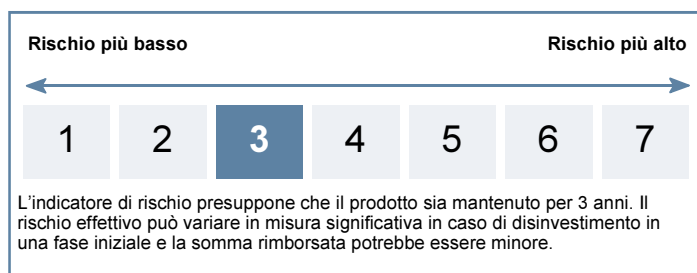 Rischio più basso Rischio più alto
1 2 3 4 5 6 7
L'indicatore di rischio presuppone che il prodotto sia mantenuto per 3 anni. Il
rischio effettivo può variare in misura significativa in caso di disinvestimento in
una fase iniziale e la somma rimborsata potrebbe essere minore.